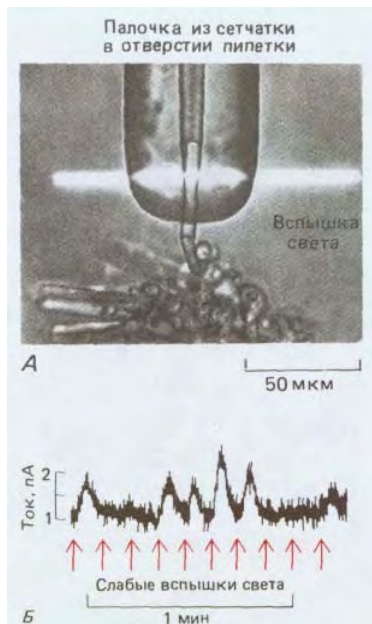 Палочка из сетчатки
в отверстии пипетки
Вспышка
света
А
50 мкм
Ток, пА
2
1
Слабые вспышки света
Б
1 мин